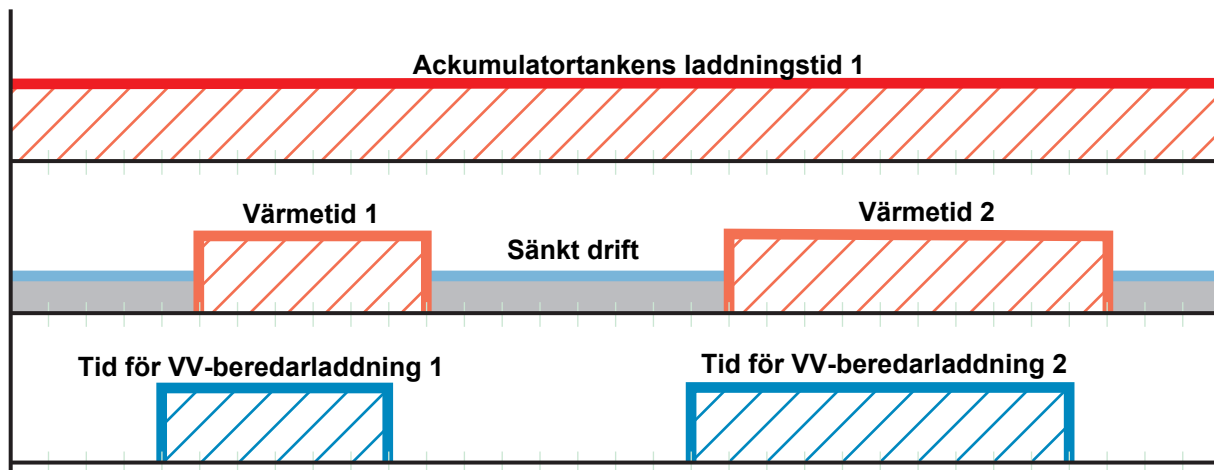 Ackumulatortankens laddningstid 1
Värmetid 1
Värmetid 2
Sänkt drift
Tid för VV-beredarladdning 1
Tid för VV-beredarladdning 2